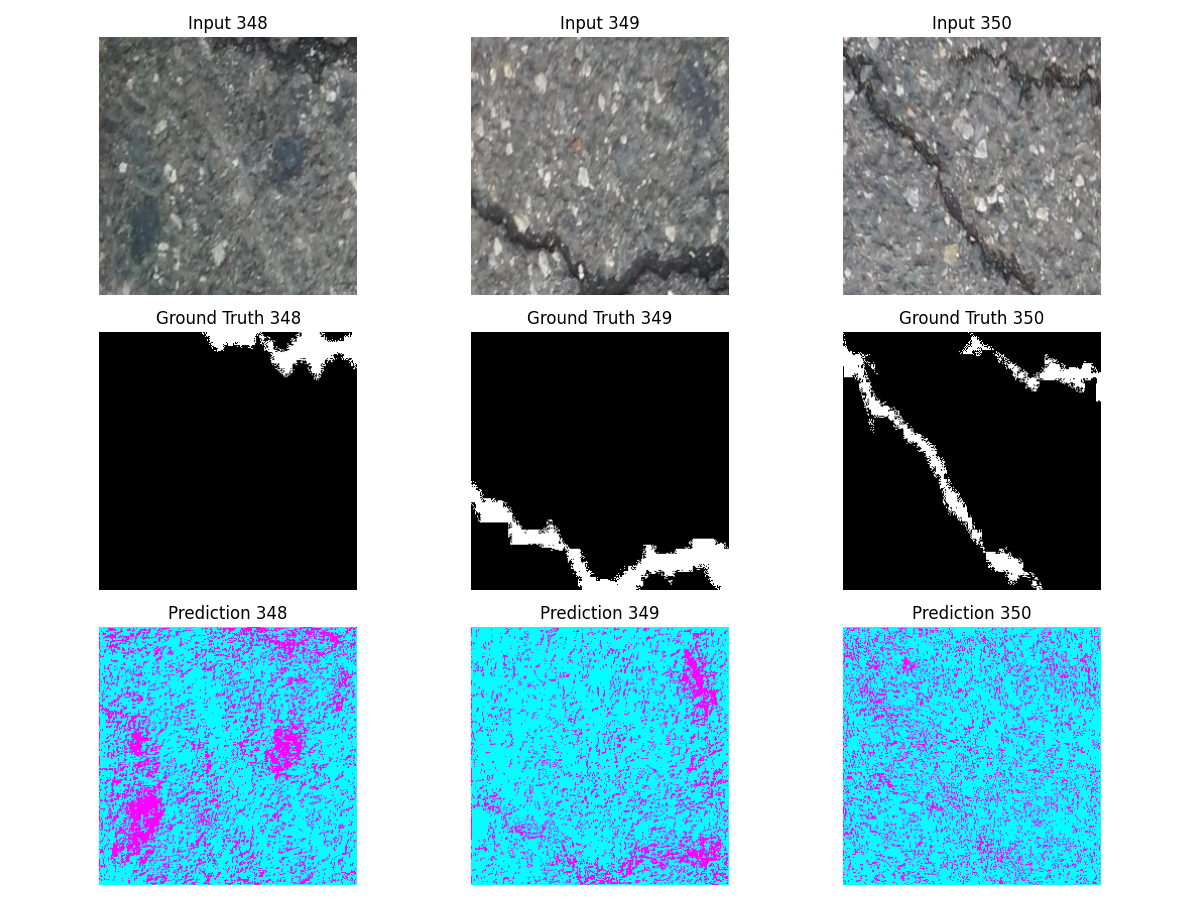 Input 348
Input 349
Input 350
Ground Truth 348
Ground Truth 349
Ground Truth 350
Prediction 348
Prediction 349
Prediction 350